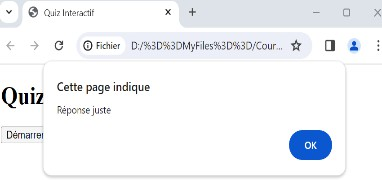 Quiz Interactif
Fichier D:/%3D%3DMyFiles%3D%3D/Cour...
Quiz
Démarrer
Cette page indique
Réponse juste
OK